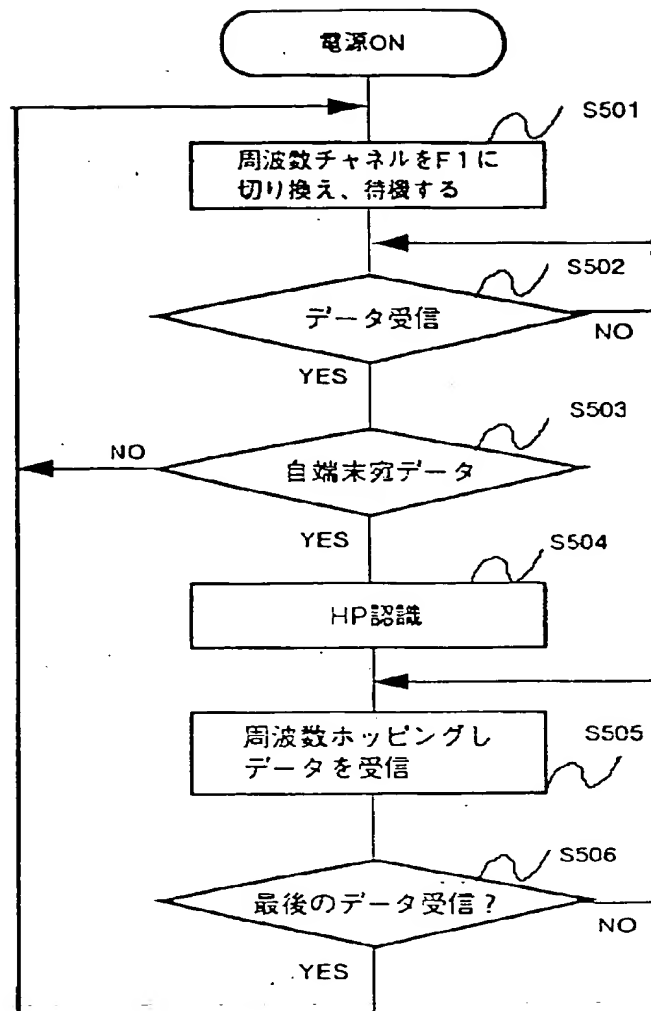 電源ON
S501
周波数チャネルをF1に
切り換え、待機する
S502
データ受信
NO
YES
S503
NO
自端末宛データ
YES
S504
HP認識
周波数ホッピングし
データを受信
S505
S506
最後のデータ受信?
NO
YES